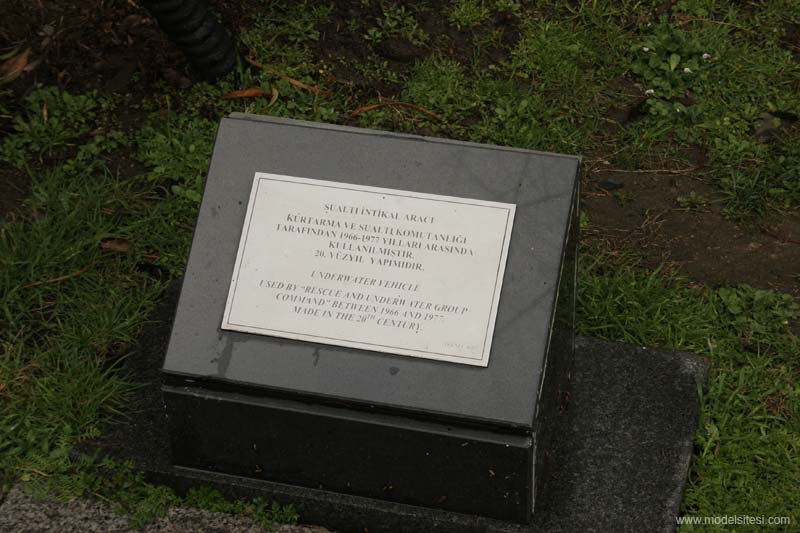 SUALTI İNTİKAL ARACI
KURTARMA VE SUALTI KOMUTANLIĞI
TARAFINDAN 1966-1977 YILLARI ARASINDA
KULLANILMIŞTIR.
20. YÜZYIL YAPIMIDIR.
UNDERWATER VEHICLE
USED BY "RESCUE AND UNDERWATER GROUP
COMMAND" BETWEEN 1966 AND 1977.
MADE IN THE 20TH CENTURY.
www.modelsitesi.com